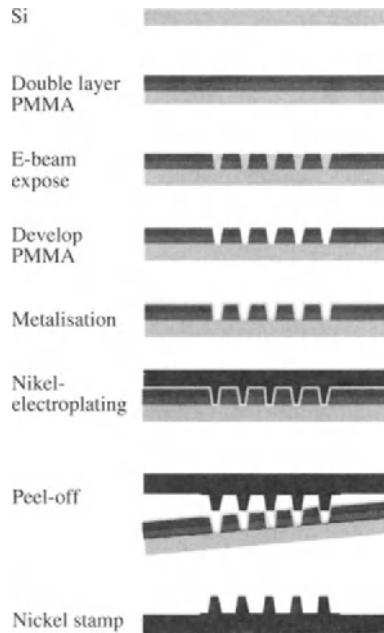 Si
Double layer
PMMA
E-beam
expose
Develop
PMMA
Metalisation
Nikel-
electroplating
Peel-off
Nickel stamp